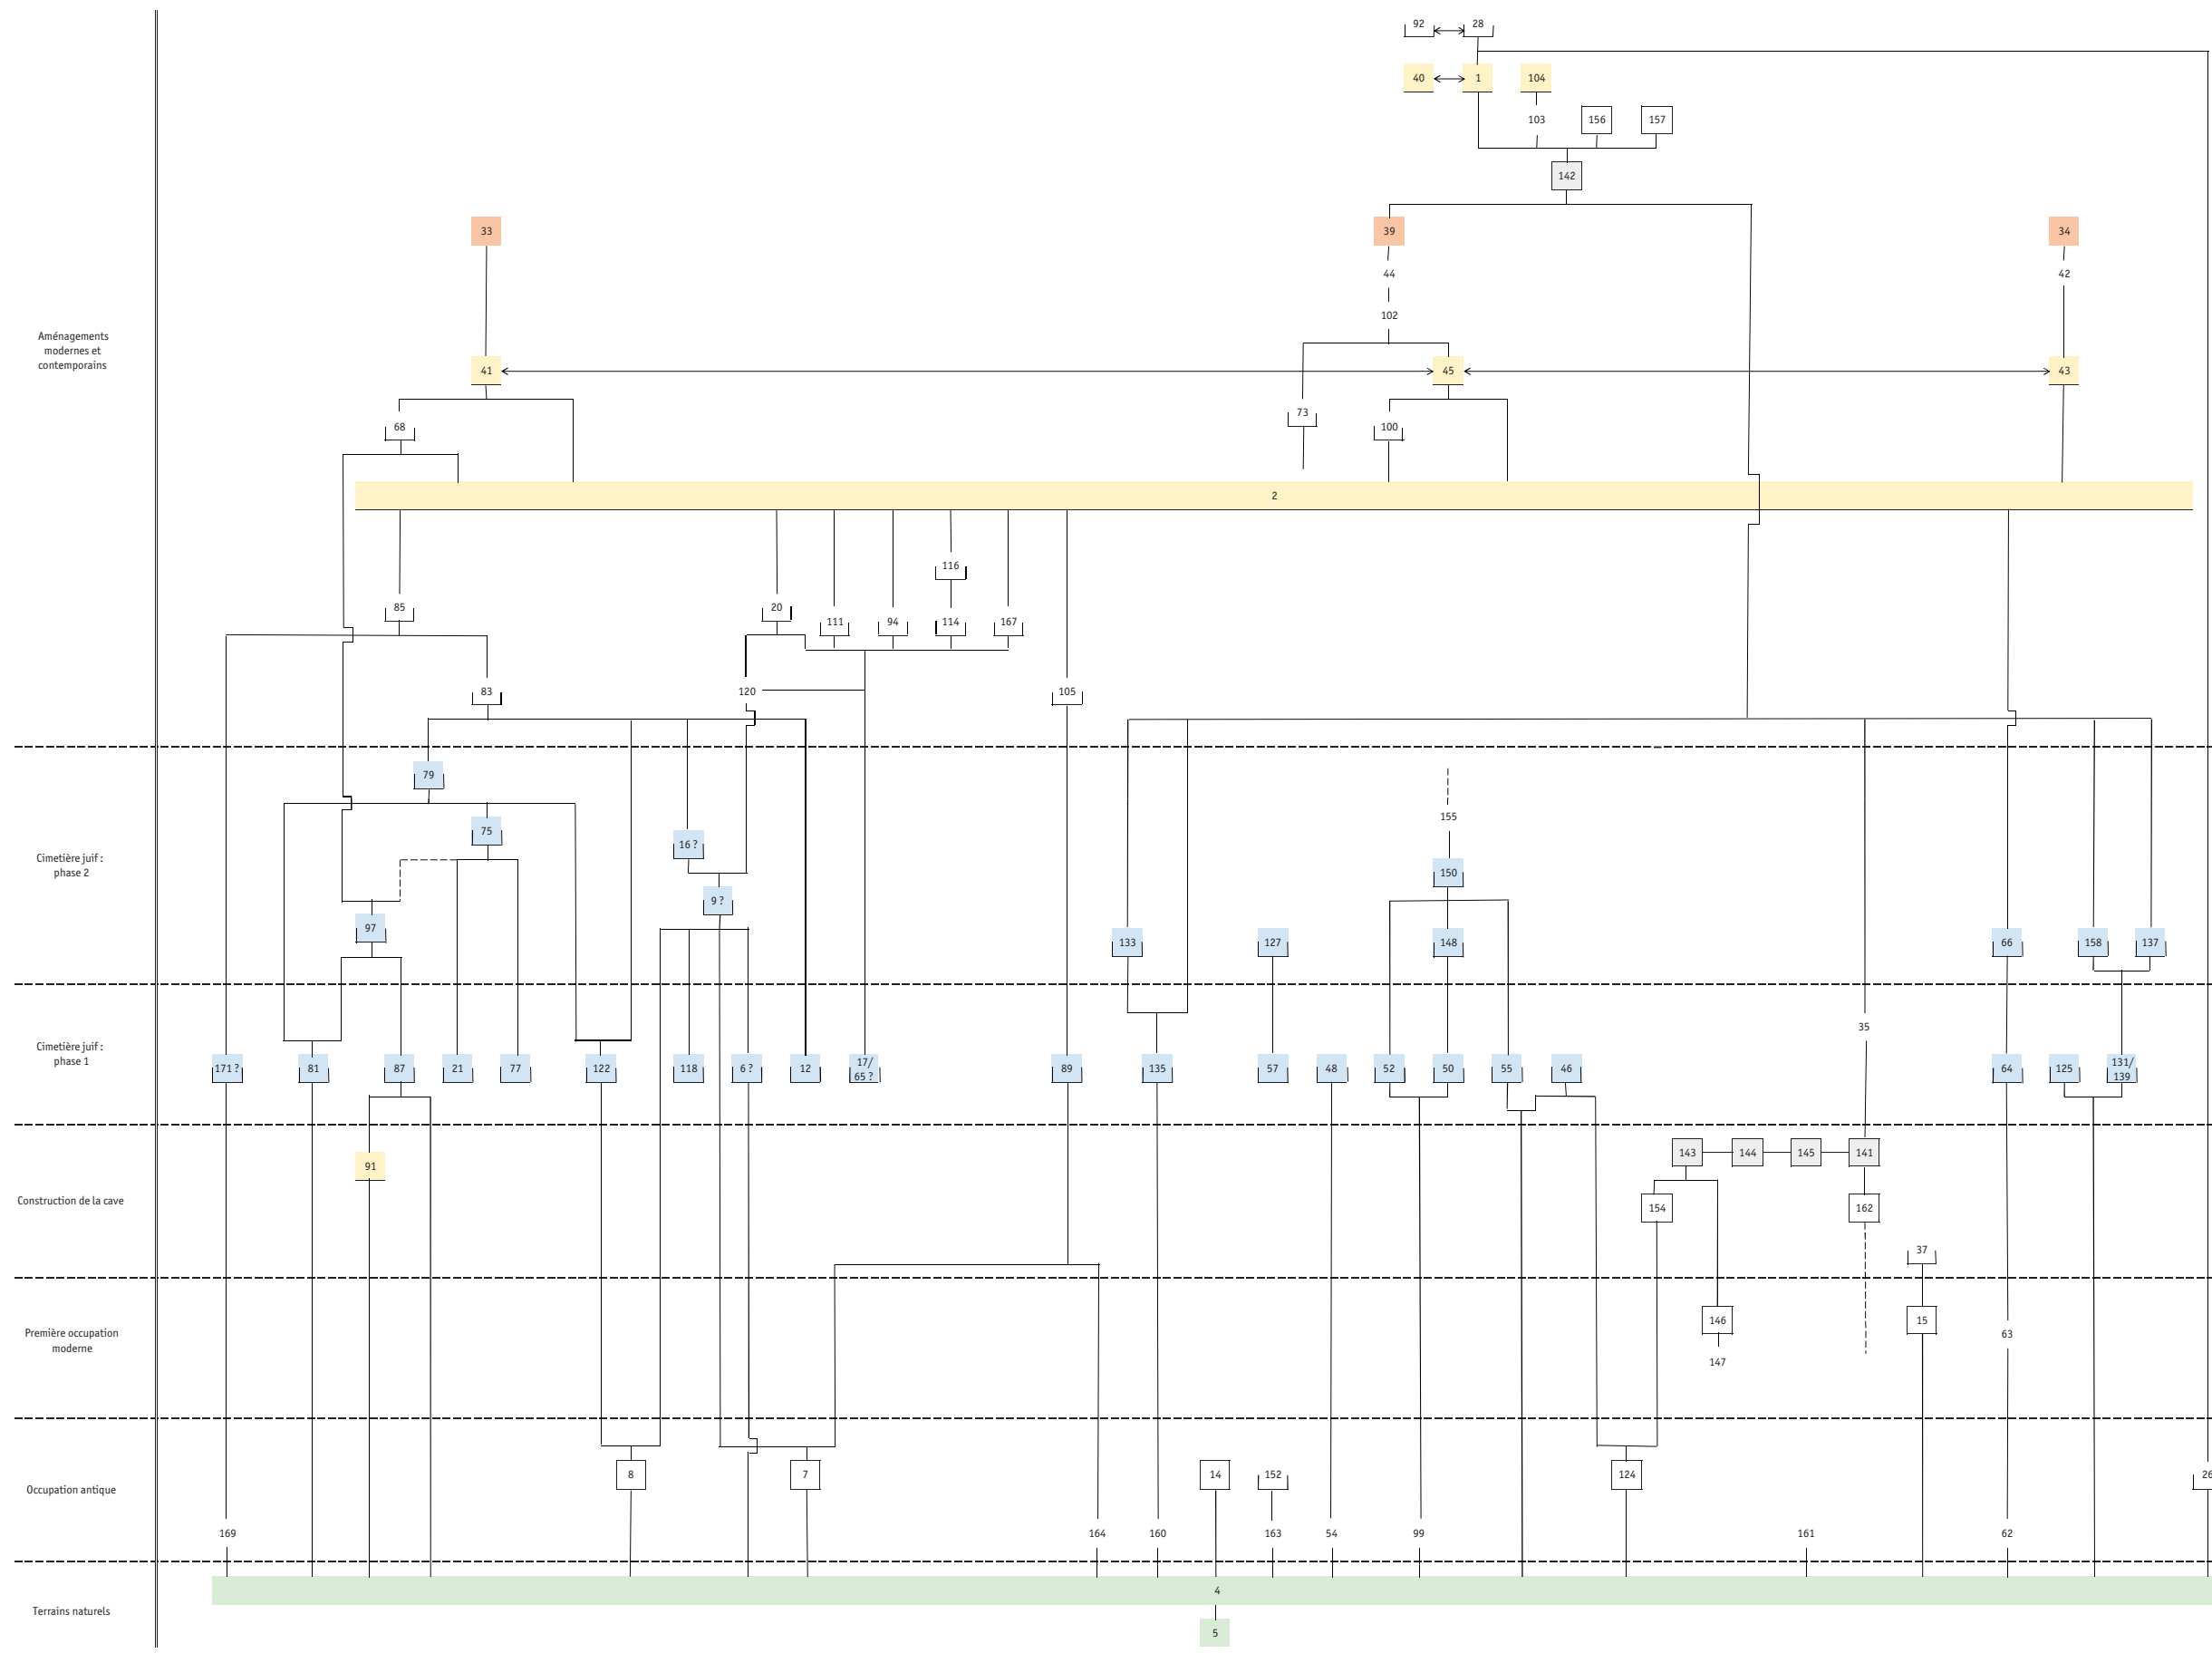 92 28
40 1 104
103 156 157
142
33 39 34
44 42
102
Aménagements
modernes et
contemporains
41 45 43
73
68 100
2
116
85 20
111 94 114 167
83 120 105
79
155
75
16 ?
Cimetière juif :
phase 2
150
9 ?
97
133 127 148 66 158 137
35
Cimetière juif :
phase 1
171 ? 81 87 21 77 122 118 6 ? 12 17/
65 ? 89 135 57 48 52 50 55 46 64 125 131/
139
143 144 145 141
91
Construction de la cave
154 162
37
146 15
Première occupation
moderne
63
147
8 7 14 152 124 26
Occupation antique
169 164 160 163 54 99 161 62
4
Terrains naturels
5